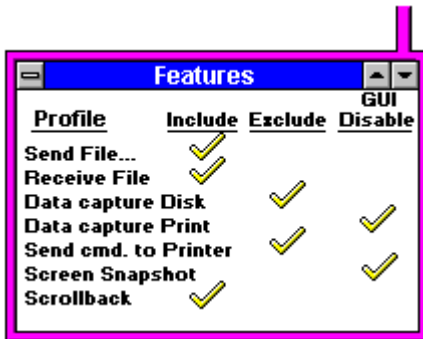 Features
GUI
Profile Include Exclude Disable
Send File...
Receive File
Data capture Disk
Data capture Print
Send cmd. to Printer
Screen Snapshot
Scrollback